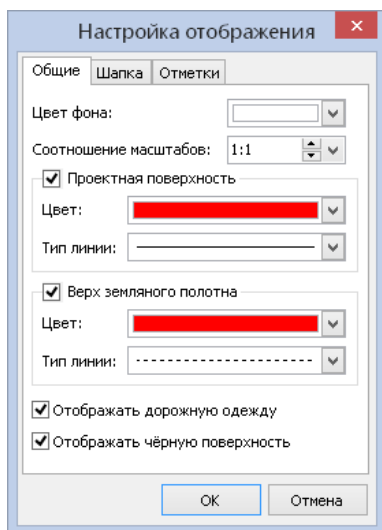 Настройка отображения
Общие Шапка Отметки
Цвет фона:
Соотношение масштабов: 1:1
Проектная поверхность
Цвет:
Тип линии:
Верх земляного полотна
Цвет:
Тип линии:
Отображать дорожную одежду
Отображать чёрную поверхность
ОК Отмена